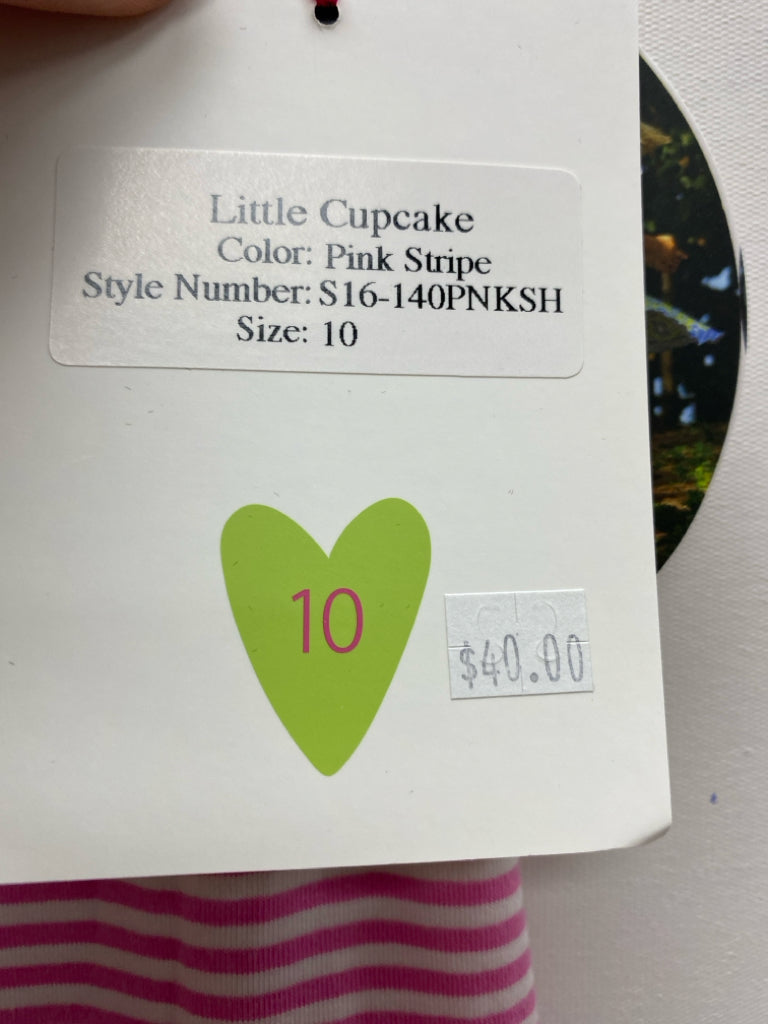 Little Cupcake
Color: Pink Stripe
Style Number: S16-140PNKSH
Size: 10
10
$40.00